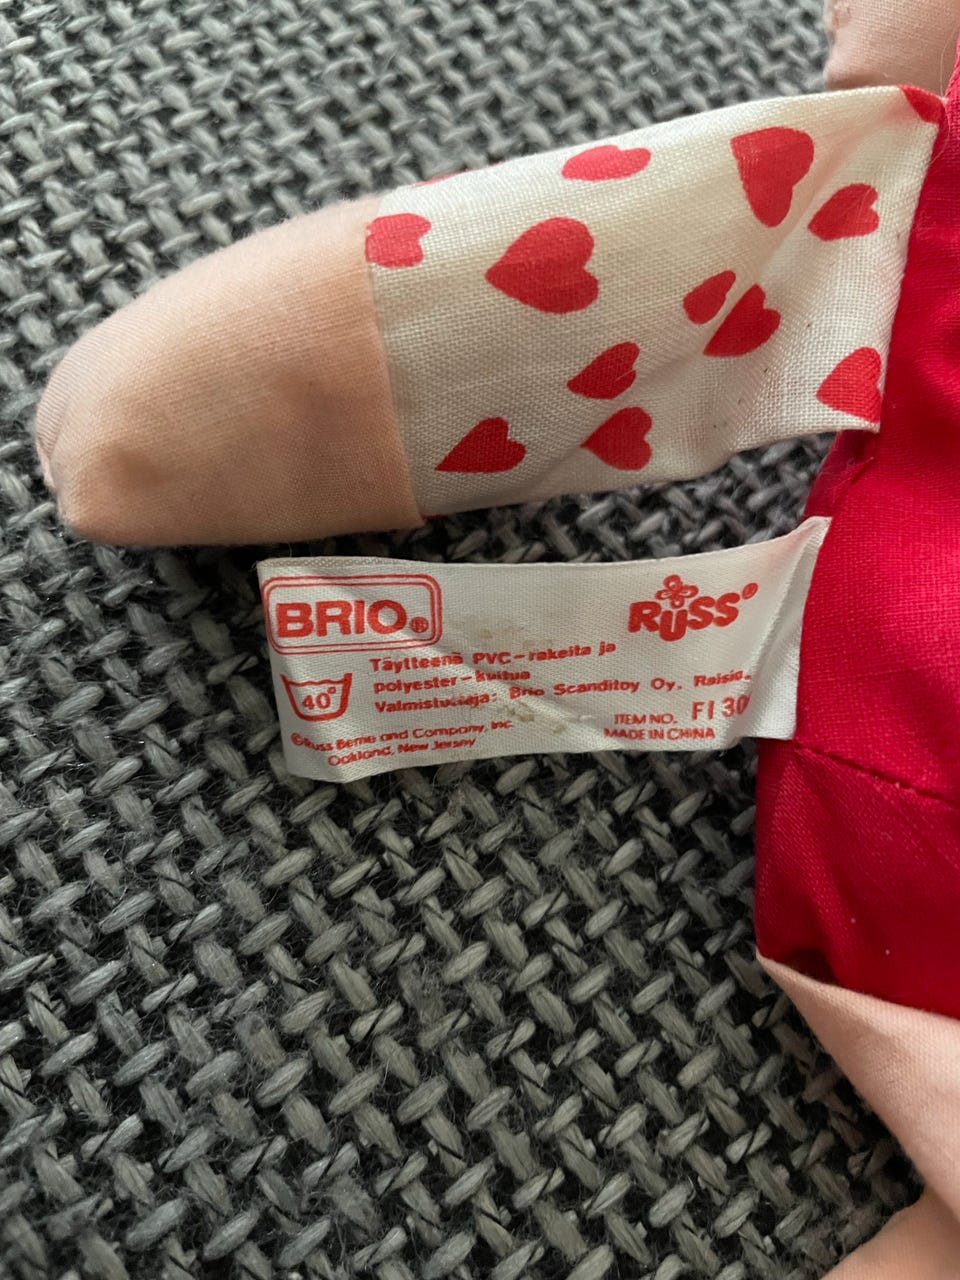 BRIO®
RUSS®
Täytteenä PVC-rakeita ja
polyester-kuitua
40°
Valmistuttaja: Brio Scanditoy Oy. Raisio.
ITEM NO. FI 30
MADE IN CHINA
©Russ Berrie and Company, Inc.
Oakland, New Jersey